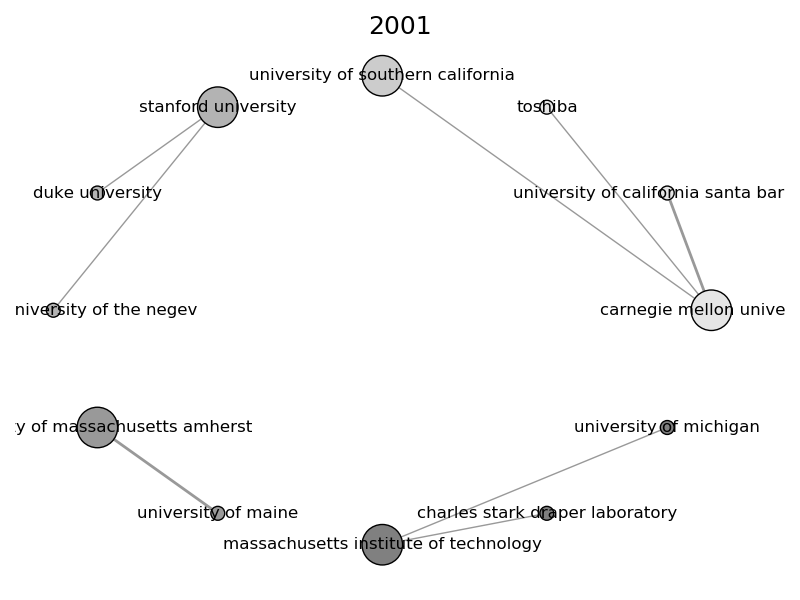 2001
university of southern california
stanford university
toshiba
duke university
university of california santa bar
niversity of the negev
carnegie mellon unive
y of massachusetts amherst
university of michigan
university of maine
charles stark draper laboratory
massachusetts institute of technology